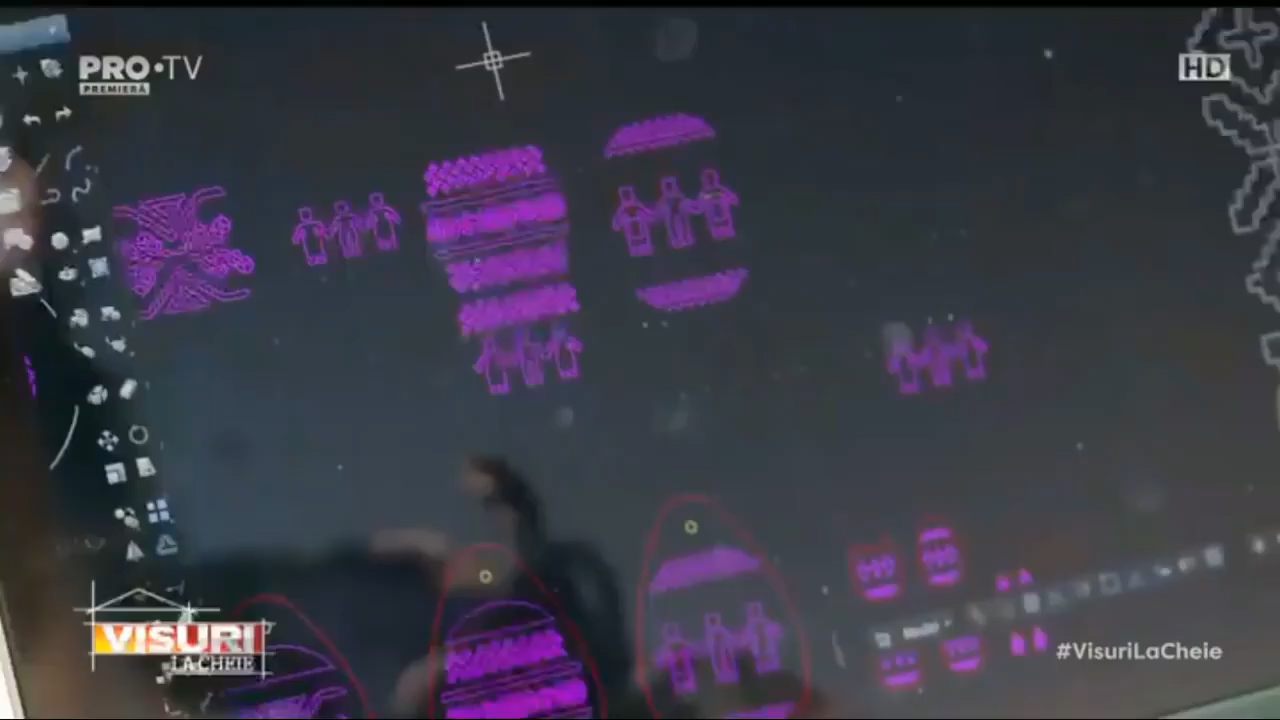 PRO•TV
PREMIERĂ
HD
VISURI
LA CHEIE
#VisuriLaCheie